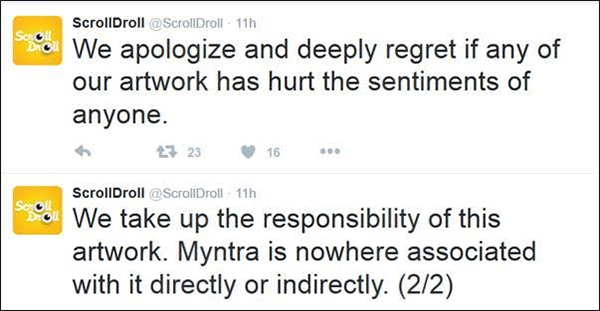 Scroll Droll
ScrollDroll @ScrollDroll · 11h
We apologize and deeply regret if any of
our artwork has hurt the sentiments of
anyone.
23 16
Scroll Droll
ScrollDroll @ScrollDroll · 11h
We take up the responsibility of this
artwork. Myntra is nowhere associated
with it directly or indirectly. (2/2)